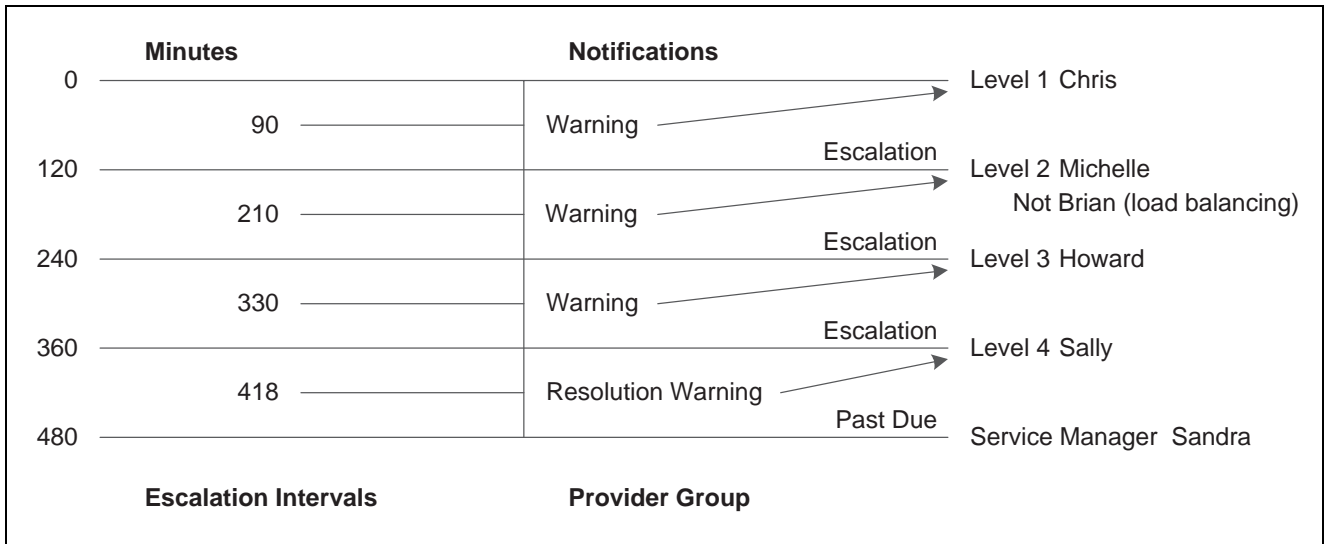 Minutes Notifications
0 Level 1 Chris
90 Warning
Escalation
120 Level 2 Michelle
Not Brian (load balancing)
210 Warning
Escalation
240 Level 3 Howard
330 Warning
Escalation
360 Level 4 Sally
418 Resolution Warning
Past Due
480 Service Manager Sandra
Escalation Intervals Provider Group